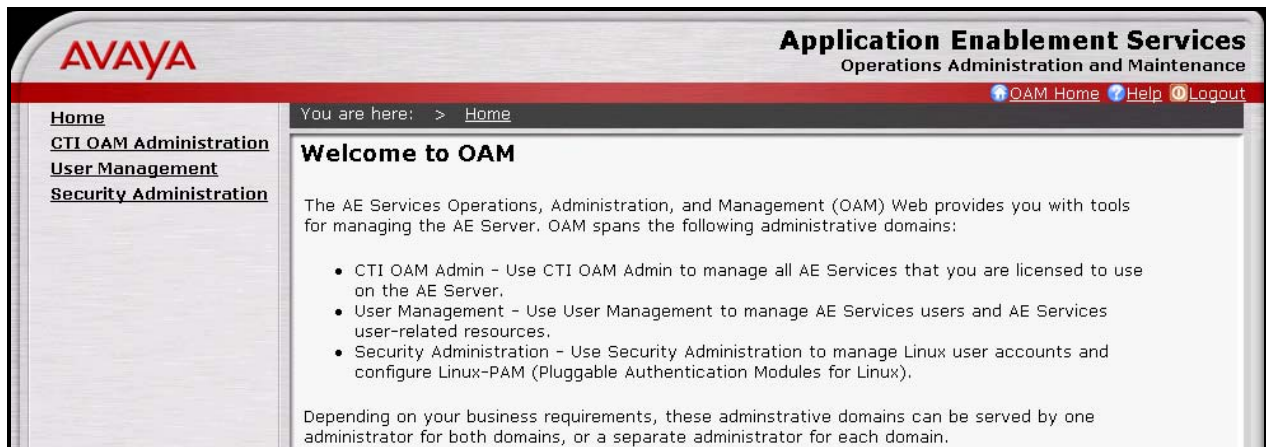 AVAYA
Application Enablement Services
Operations Administration and Maintenance
OAM Home Help Logout
Home
CTI OAM Administration
User Management
Security Administration
You are here: > Home
Welcome to OAM
The AE Services Operations, Administration, and Management (OAM) Web provides you with tools
for managing the AE Server. OAM spans the following administrative domains:
• CTI OAM Admin - Use CTI OAM Admin to manage all AE Services that you are licensed to use
on the AE Server.
• User Management - Use User Management to manage AE Services users and AE Services
user-related resources.
• Security Administration - Use Security Administration to manage Linux user accounts and
configure Linux-PAM (Pluggable Authentication Modules for Linux).
Depending on your business requirements, these adminstrative domains can be served by one
administrator for both domains, or a separate administrator for each domain.